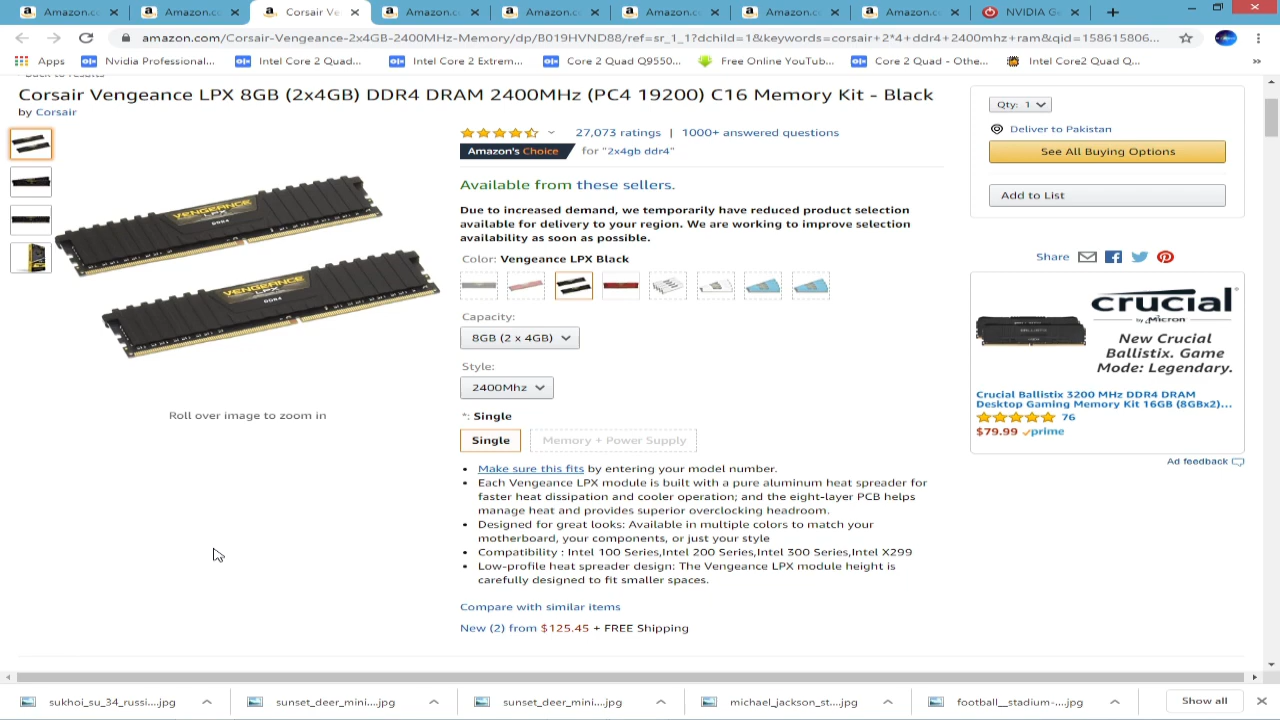 Amazon.c
Amazon.c
Corsair Ve
Amazon.c
Amazon.c
Amazon.c
Amazon.c
Amazon.c
NVIDIA Ge
amazon.com/Corsair-Vengeance-2x4GB-2400MHz-Memory/dp/B019HVND88/ref=sr_1_1?dchild=1&keywords=corsair+2*4+ddr4+2400mhz+ram&qid=158615806...
Apps
Nvidia Professional...
Intel Core 2 Quad...
Intel Core 2 Extrem...
Core 2 Quad Q9550...
Free Online YouTub...
Core 2 Quad - Othe...
Intel Core2 Quad Q...
»
Back to results
Corsair Vengeance LPX 8GB (2x4GB) DDR4 DRAM 2400MHz (PC4 19200) C16 Memory Kit - Black
by Corsair
27,073 ratings | 1000+ answered questions
Amazon's Choice for "2x4gb ddr4"
Available from these sellers.
Due to increased demand, we temporarily have reduced product selection
available for delivery to your region. We are working to improve selection
availability as soon as possible.
Color: Vengeance LPX Black
Capacity:
8GB (2 x 4GB)
Style:
2400Mhz
*: Single
Single
Memory + Power Supply
• Make sure this fits by entering your model number.
• Each Vengeance LPX module is built with a pure aluminum heat spreader for
faster heat dissipation and cooler operation; and the eight-layer PCB helps
manage heat and provides superior overclocking headroom.
• Designed for great looks: Available in multiple colors to match your
motherboard, your components, or just your style
• Compatibility : Intel 100 Series,Intel 200 Series,Intel 300 Series,Intel X299
• Low-profile heat spreader design: The Vengeance LPX module height is
carefully designed to fit smaller spaces.
Compare with similar items
New (2) from $125.45 + FREE Shipping
VENGEANCE
LPX
DDR4
VENGEANCE
LPX
DDR4
Roll over image to zoom in
Qty: 1
Deliver to Pakistan
See All Buying Options
Add to List
Share
crucial
by Micron
New Crucial
Ballistix. Game
Mode: Legendary.
BALLISTIX
Crucial Ballistix 3200 MHz DDR4 DRAM
Desktop Gaming Memory Kit 16GB (8GBx2)...
76
$79.99 prime
Ad feedback
sukhoi_su_34_russi....jpg
sunset_deer_mini....jpg
sunset_deer_mini....jpg
michael_jackson_st....jpg
football__stadium-....jpg
Show all